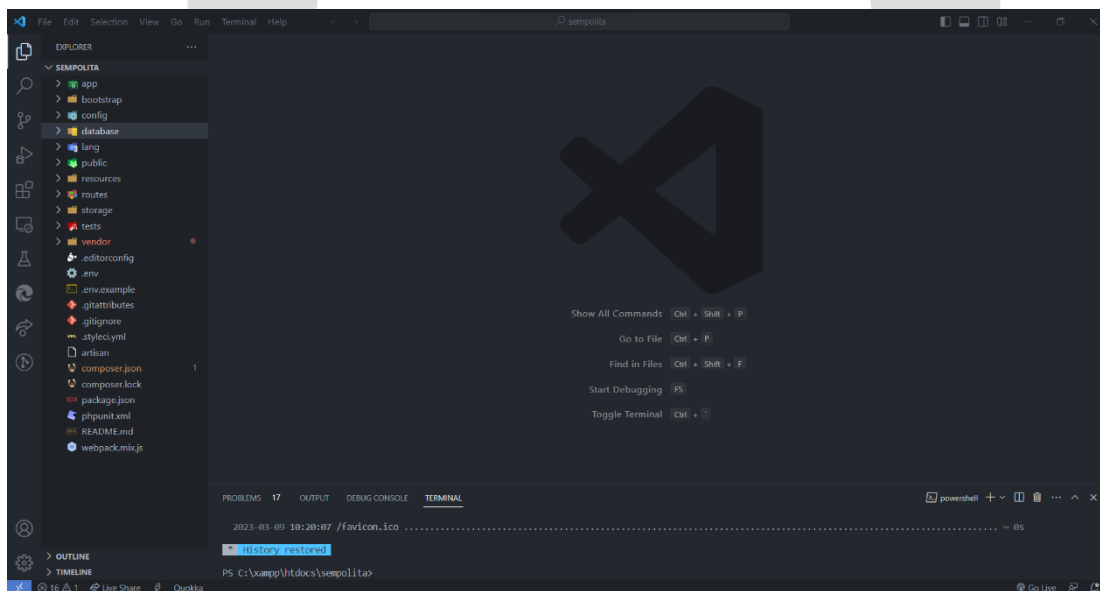 File Edit Selection View Go Run Terminal Help
sempolita
EXPLORER
SEMPOLITA
app
bootstrap
config
database
lang
public
resources
routes
storage
tests
vendor
.editorconfig
.env
.env.example
.gitattributes
.gitignore
.styleci.yml
artisan
composer.json 1
composer.lock
package.json
phpunit.xml
README.md
webpack.mix.js
OUTLINE
TIMELINE
Show All Commands Ctrl + Shift + P
Go to File Ctrl + P
Find in Files Ctrl + Shift + F
Start Debugging F5
Toggle Terminal Ctrl + `
PROBLEMS 17 OUTPUT DEBUG CONSOLE TERMINAL
powershell
2023-03-09 10:20:07 /favicon.ico ........................................................................................................ ~ 0s
* History restored
PS C:\xampp\htdocs\sempolita>
16 1 Live Share Quokka
Go Live